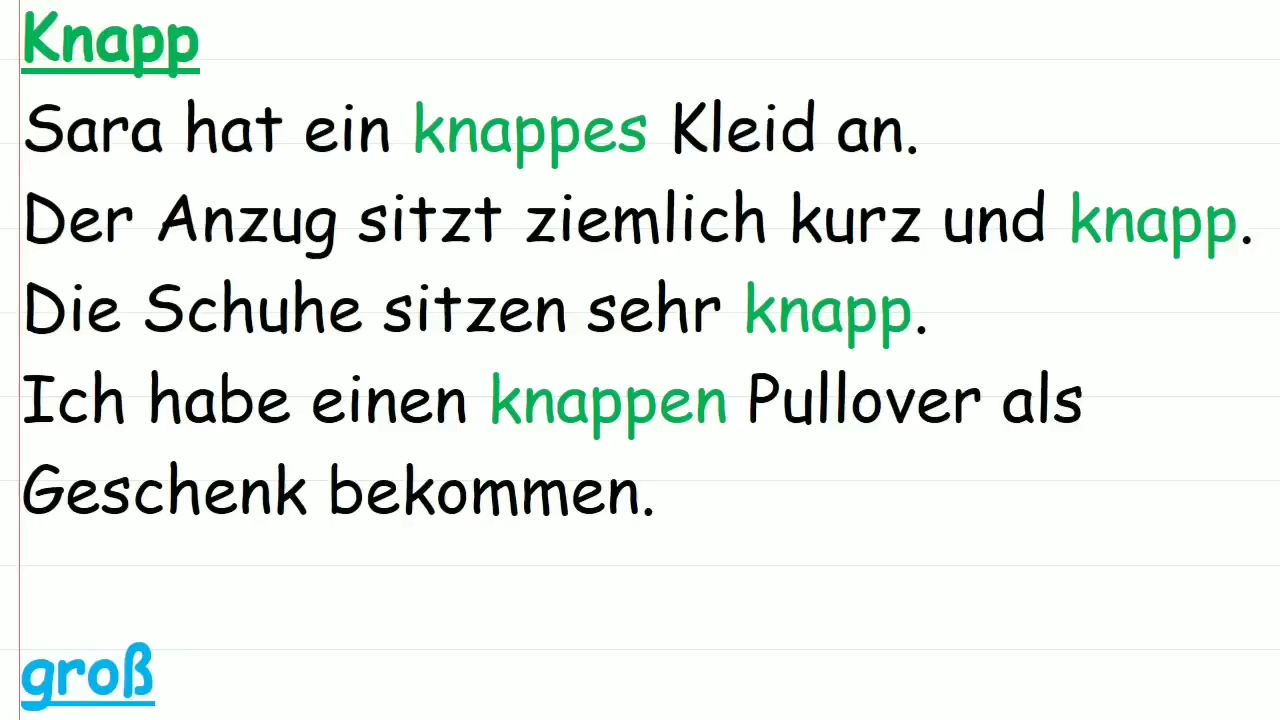 Knapp
Sara hat ein knappes Kleid an.
Der Anzug sitzt ziemlich kurz und knapp.
Die Schuhe sitzen sehr knapp.
Ich habe einen knappen Pullover als
Geschenk bekommen.
groß